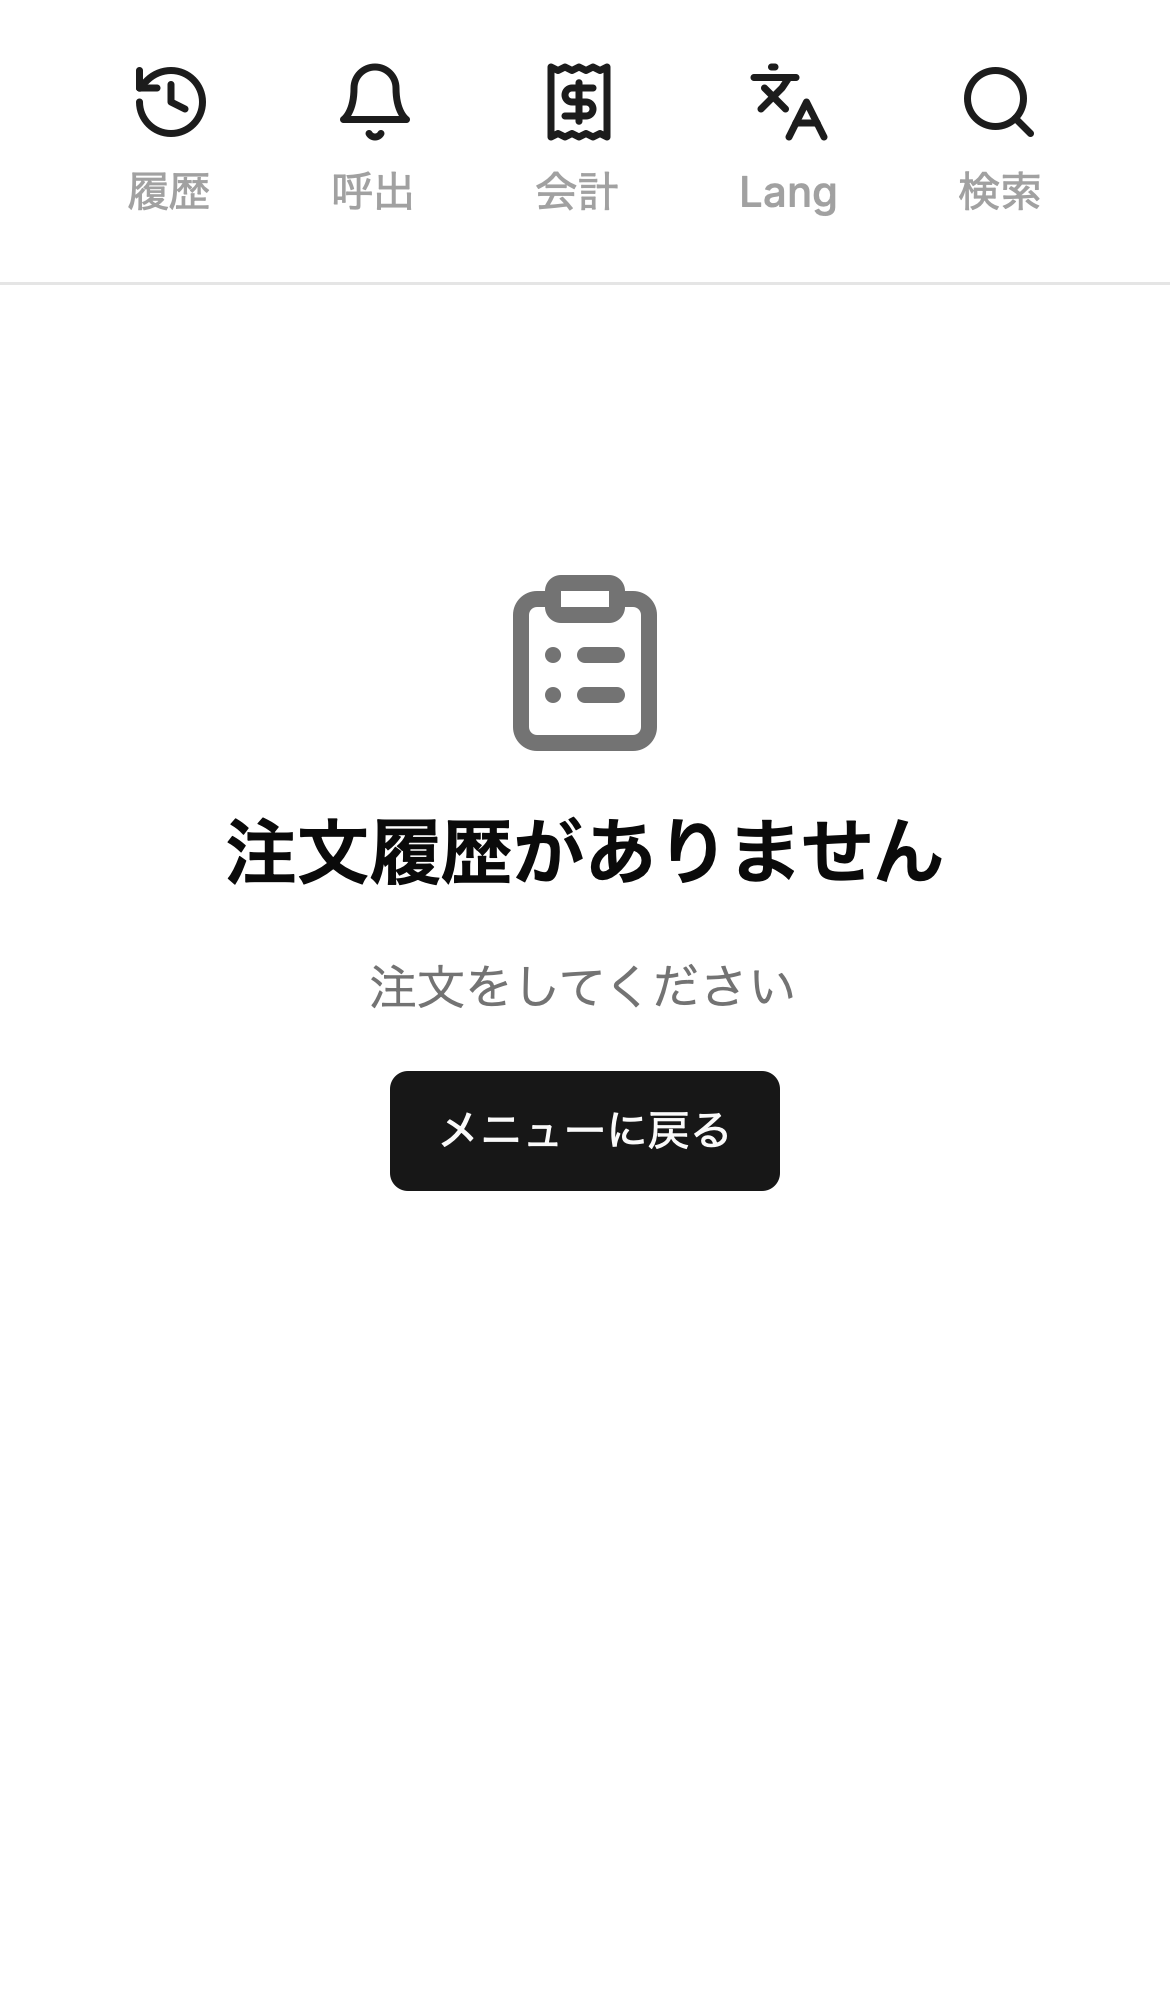 履歴
呼出
会計
Lang
検索
注文履歴がありません
注文をしてください
メニューに戻る